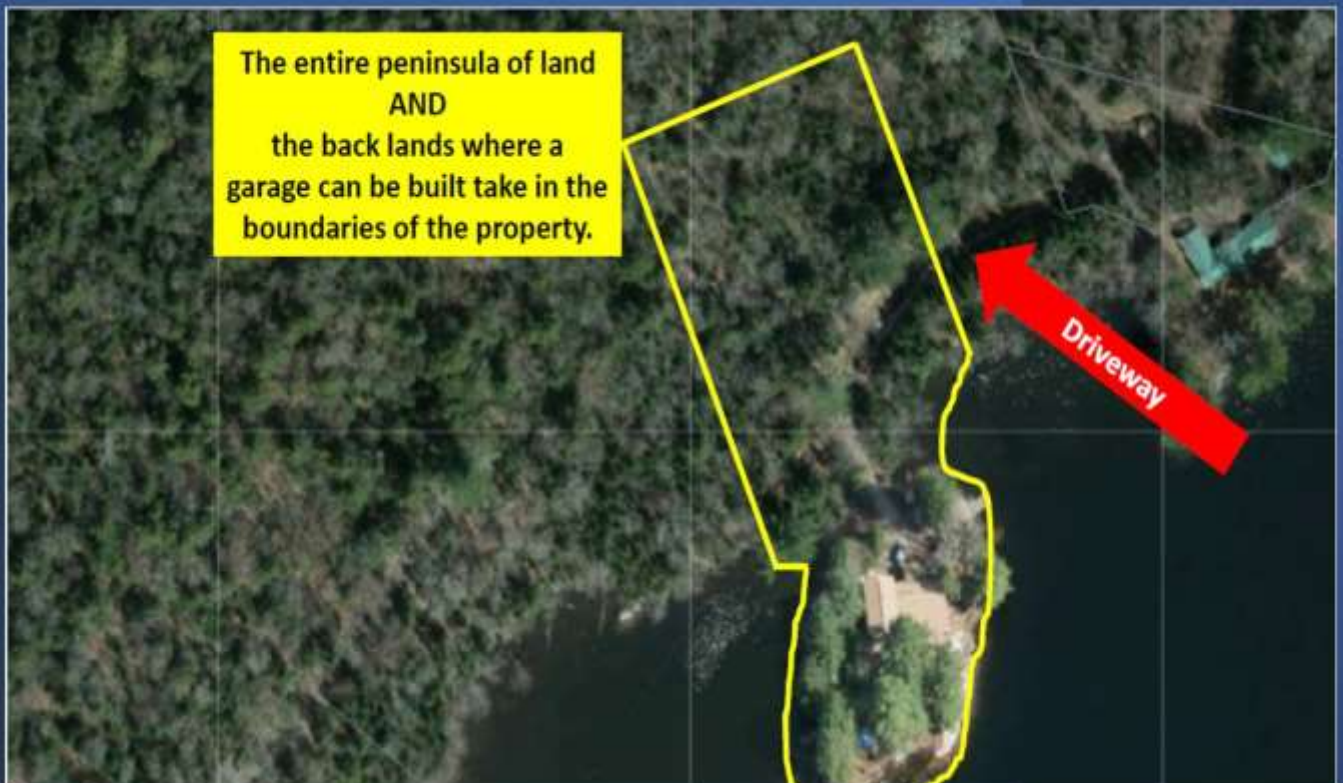 The entire peninsula of land
AND
the back lands where a
garage can be built take in the
boundaries of the property.
Driveway